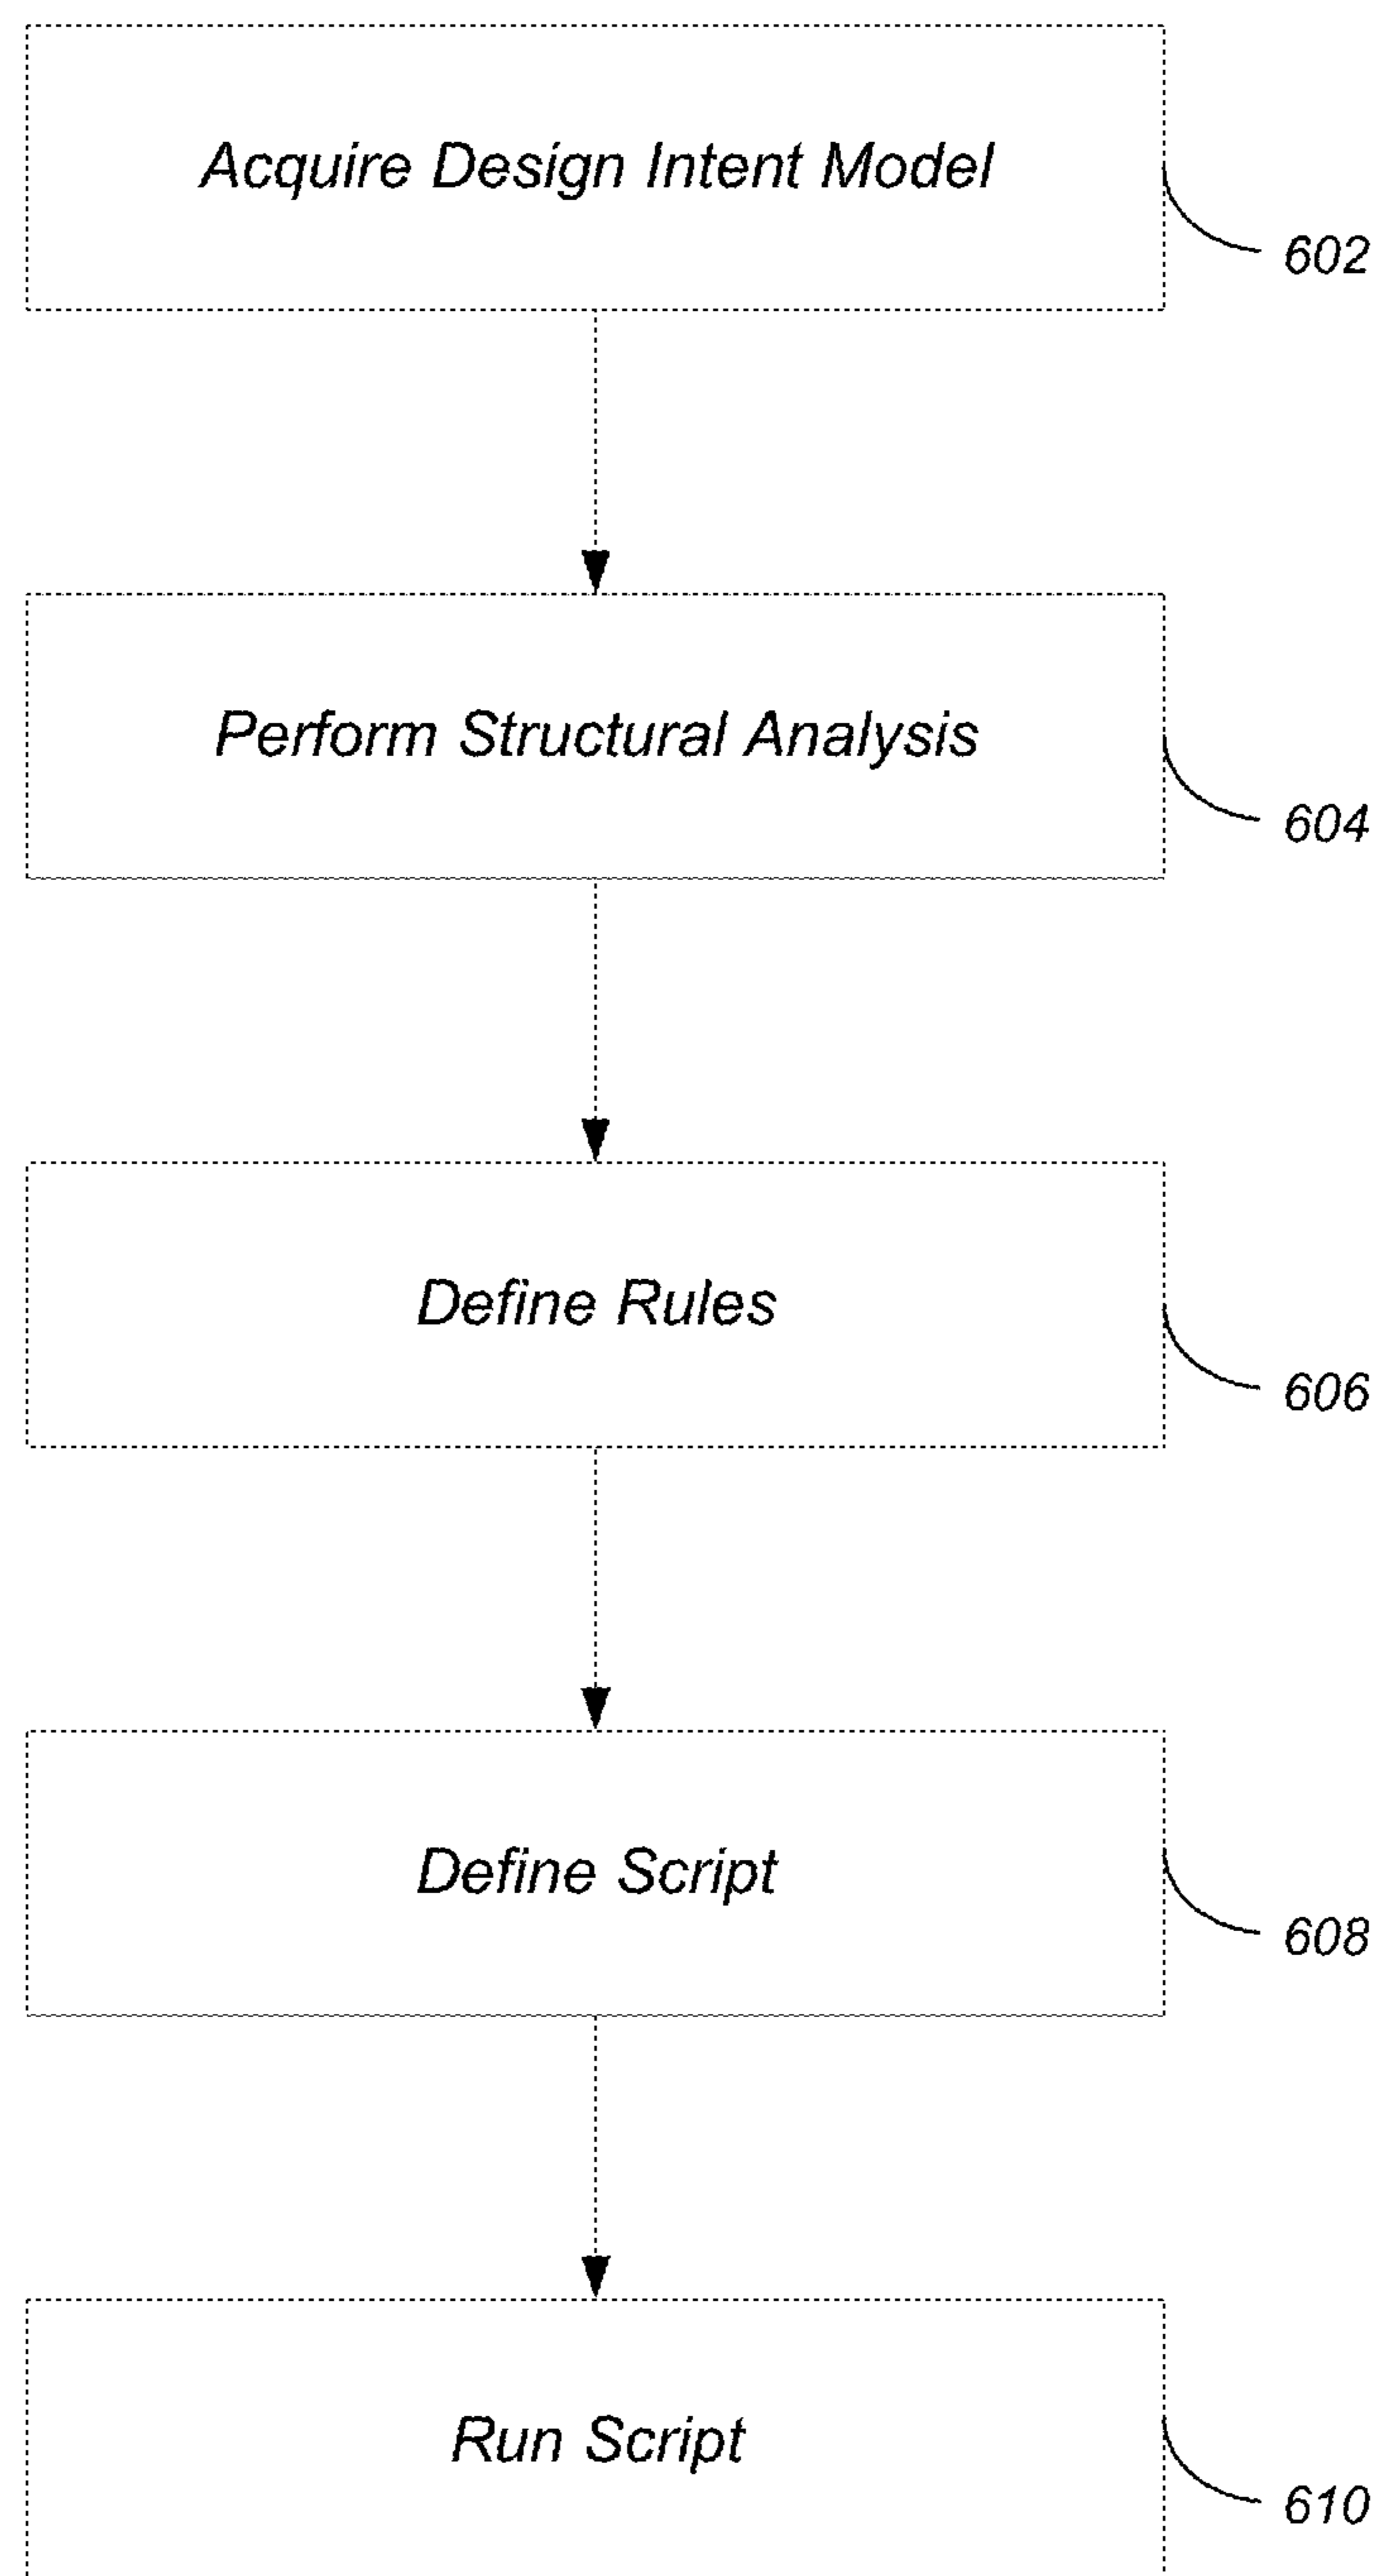 Acquire Design Intent Model
602
Perform Structural Analysis
604
Define Rules
606
Define Script
608
Run Script
610